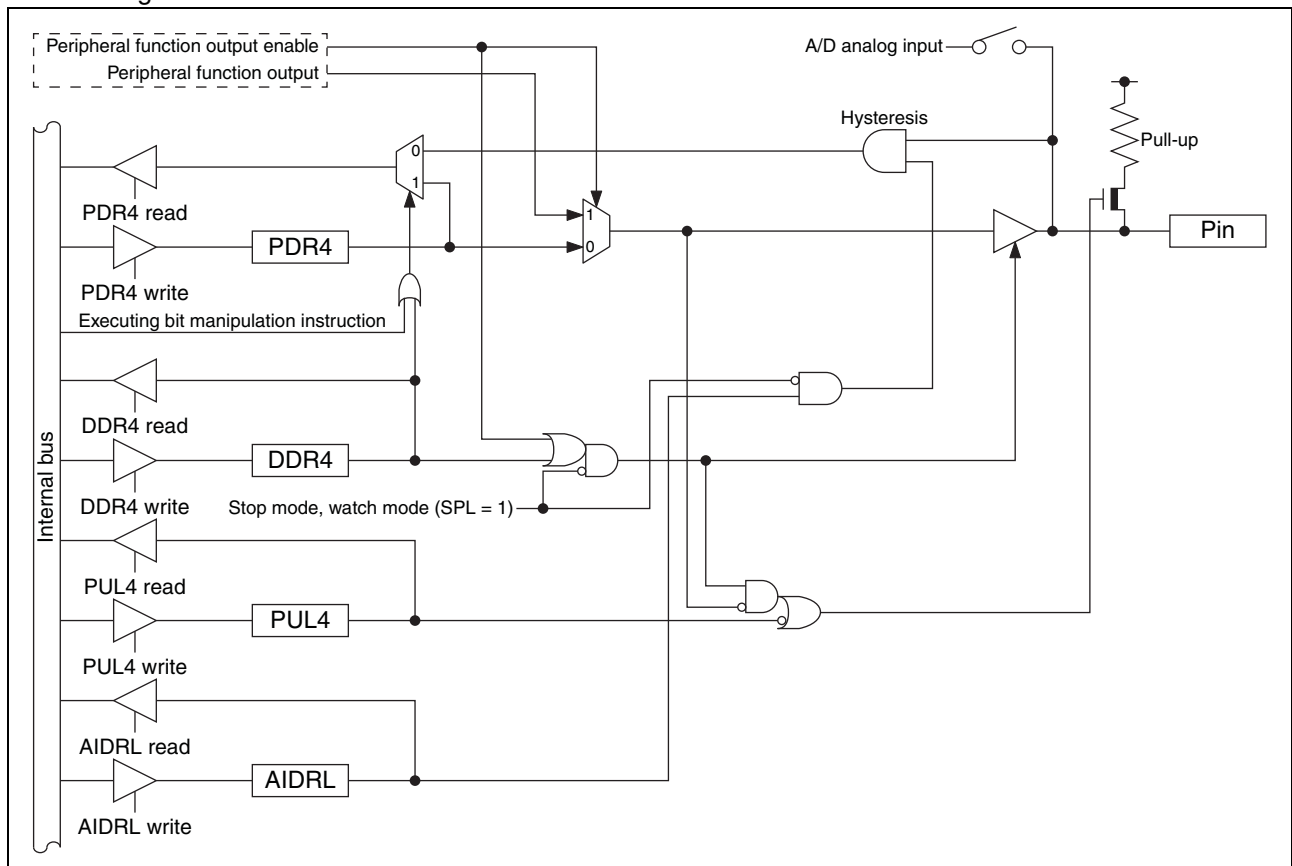 Peripheral function output enable
Peripheral function output
A/D analog input
Hysteresis
Pull-up
0
1
PDR4 read
1
0
Pin
PDR4
PDR4 write
Executing bit manipulation instruction
DDR4 read
DDR4
DDR4 write
Stop mode, watch mode (SPL = 1)
Internal bus
PUL4 read
PUL4
PUL4 write
AIDRL read
AIDRL
AIDRL write